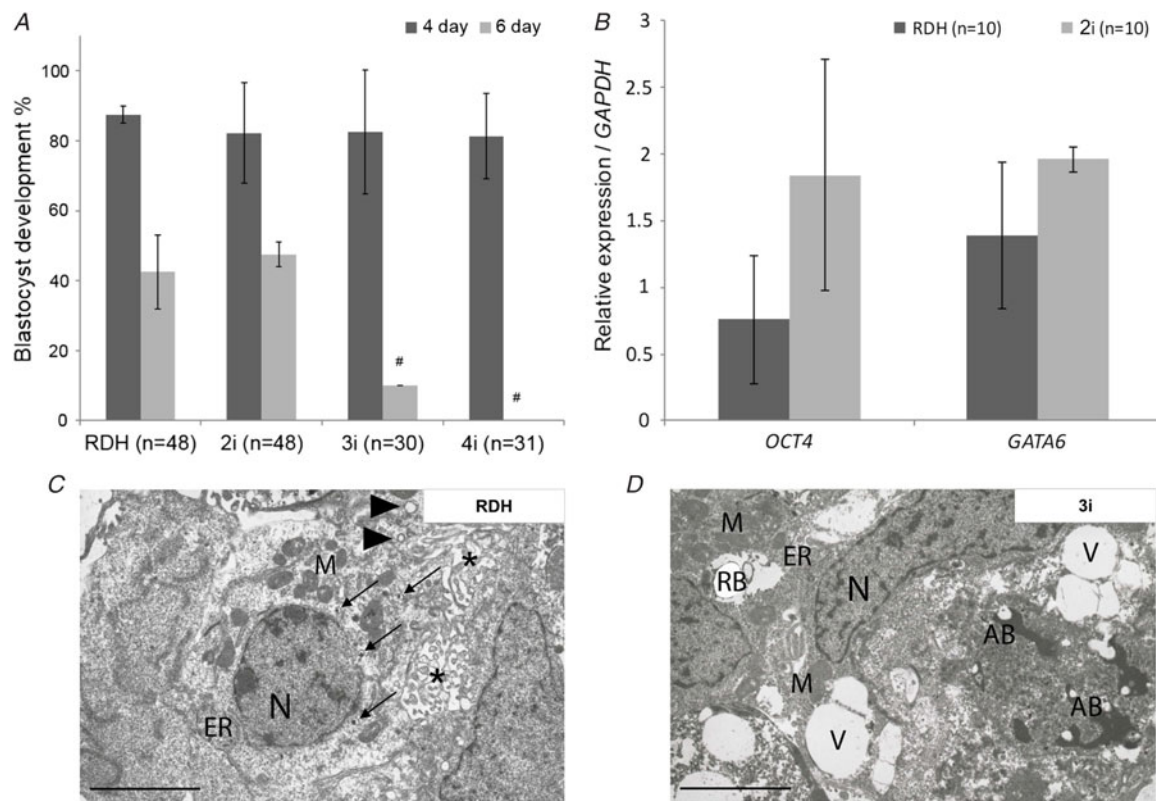 A
4 day
6 day
Blastocyst development %
100
80
60
40
20
0
#
#
RDH (n=48)
2i (n=48)
3i (n=30)
4i (n=31)
B
RDH (n=10)
2i (n=10)
Relative expression / GAPDH
3
2.5
2
1.5
1
0.5
0
OCT4
GATA6
C
RDH
M
*
*
N
ER
D
3i
M
ER
V
RB
N
AB
M
AB
V